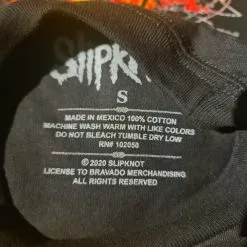 SLIPKN
S
MADE IN MEXICO 100% COTTON
MACHINE WASH WARM WITH LIKE COLORS
DO NOT BLEACH TUMBLE DRY LOW
RN# 102050
©2020 SLIPKNOT
LICENSE TO BRAVADO MERCHANDISING
ALL RIGHTS RESERVED